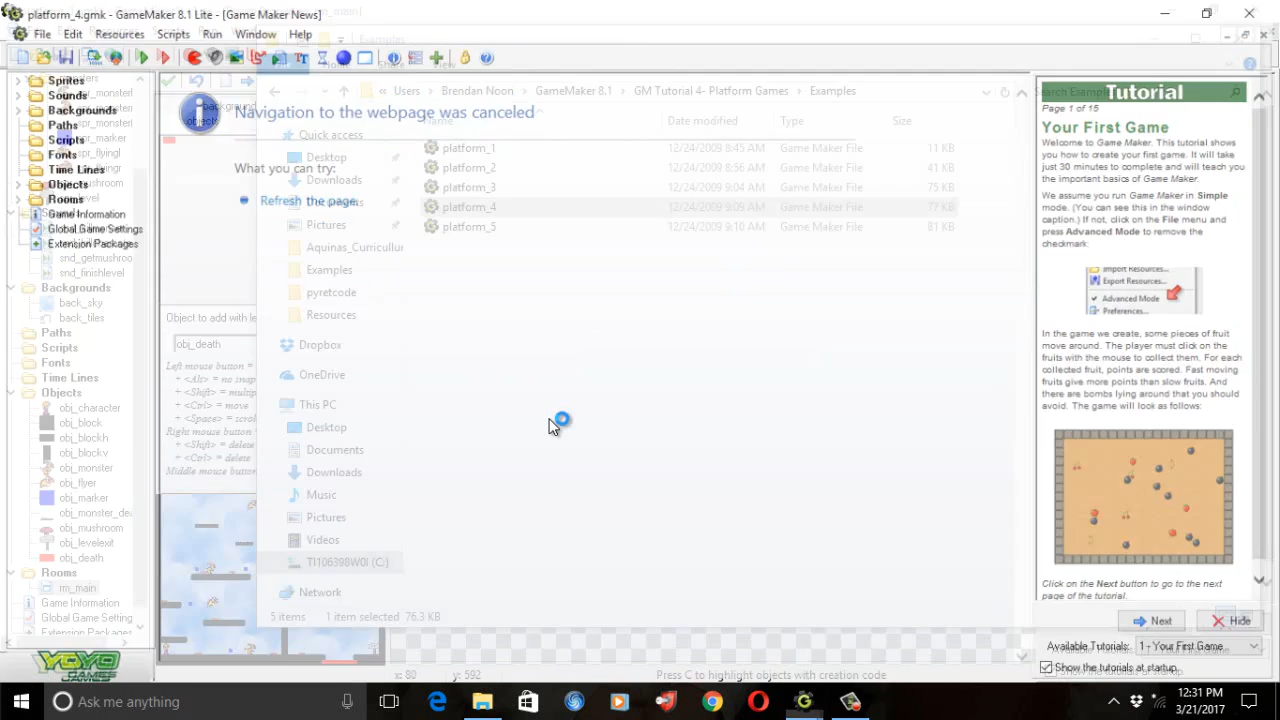 platform_4.gmk - GameMaker 8.1 Lite - [Game Maker News]
File Edit Resources Scripts Run Window Help
Examples
Share View
Users Brendan Noon GameMaker 8.1 GM Tutorial 4- Platform Games Examples
Search Examples
Name Date modified Type Size
platform_1 12/24/2009 8:45 AM Game Maker File 11 KB
platform_2 12/24/2009 8:56 AM Game Maker File 41 KB
platform_3 12/24/2009 9:04 AM Game Maker File 75 KB
platform_4 12/24/2009 9:09 AM Game Maker File 77 KB
platform_5 12/24/2009 9:10 AM Game Maker File 81 KB
Navigation to the webpage was canceled
What you can try:
Refresh the page.
Quick access
Desktop
Downloads
Documents
Pictures
Aquinas_Curricullur
Examples
pyretcode
Resources
Dropbox
OneDrive
This PC
Desktop
Documents
Downloads
Music
Pictures
Videos
TI106398W0I (C:)
Network
5 items 1 item selected 76.3 KB
Sprites
Sounds
Backgrounds
Paths
Scripts
Fonts
Time Lines
Objects
Rooms
Game Information
Global Game Settings
Extension Packages
spr_marker
spr_flyingl
snd_getmushroo
snd_finishlevel
Backgrounds
back_sky
back_tiles
Paths
Scripts
Fonts
Time Lines
Objects
obj_character
obj_block
obj_blockh
obj_blockv
obj_monster
obj_flyer
obj_marker
obj_monster_dea
obj_mushroom
obj_levelexit
obj_death
Rooms
rm_main
Game Information
Global Game Setting
Extension Packages
YOYO GAMES
backgroun
objects
Object to add with le
obj_death
Left mouse button =
+ <Alt> = no snap
+ <Shift> = multip
+ <Ctrl> = move
+ <Space> = scroll
Right mouse button
+ <Shift> = delete
+ <Ctrl> = delete
Middle mouse button
x: 80 y: 592 Press C to highlight objects with creation code
Tutorial
Page 1 of 15
Your First Game
Welcome to Game Maker. This tutorial shows
you how to create your first game. It will take
just 30 minutes to complete and will teach you
the important basics of Game Maker.
We assume you run Game Maker in Simple
mode. (You can see this in the window
caption.) If not, click on the File menu and
press Advanced Mode to remove the
checkmark:
Import Resources...
Export Resources...
Advanced Mode
Preferences...
In the game we create, some pieces of fruit
move around. The player must click on the
fruits with the mouse to collect them. For each
collected fruit, points are scored. Fast moving
fruits give more points than slow fruits. And
there are bombs lying around that you should
avoid. The game will look as follows:
Click on the Next button to go to the next
page of the tutorial.
Next Hide
Available Tutorials: 1 - Your First Game
Show the tutorials at startup.
Ask me anything
12:31 PM
3/21/2017